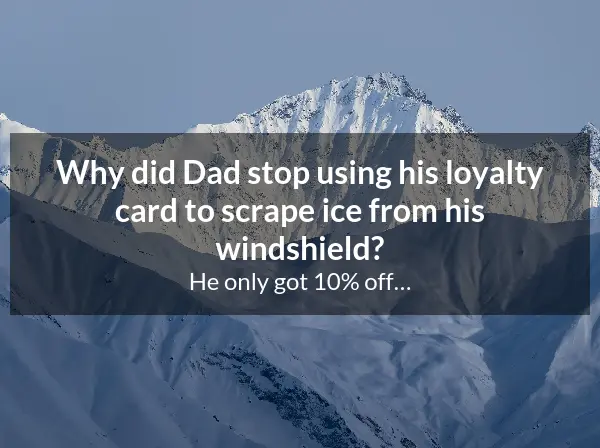 Why did Dad stop using his loyalty
card to scrape ice from his
windshield?
He only got 10% off...